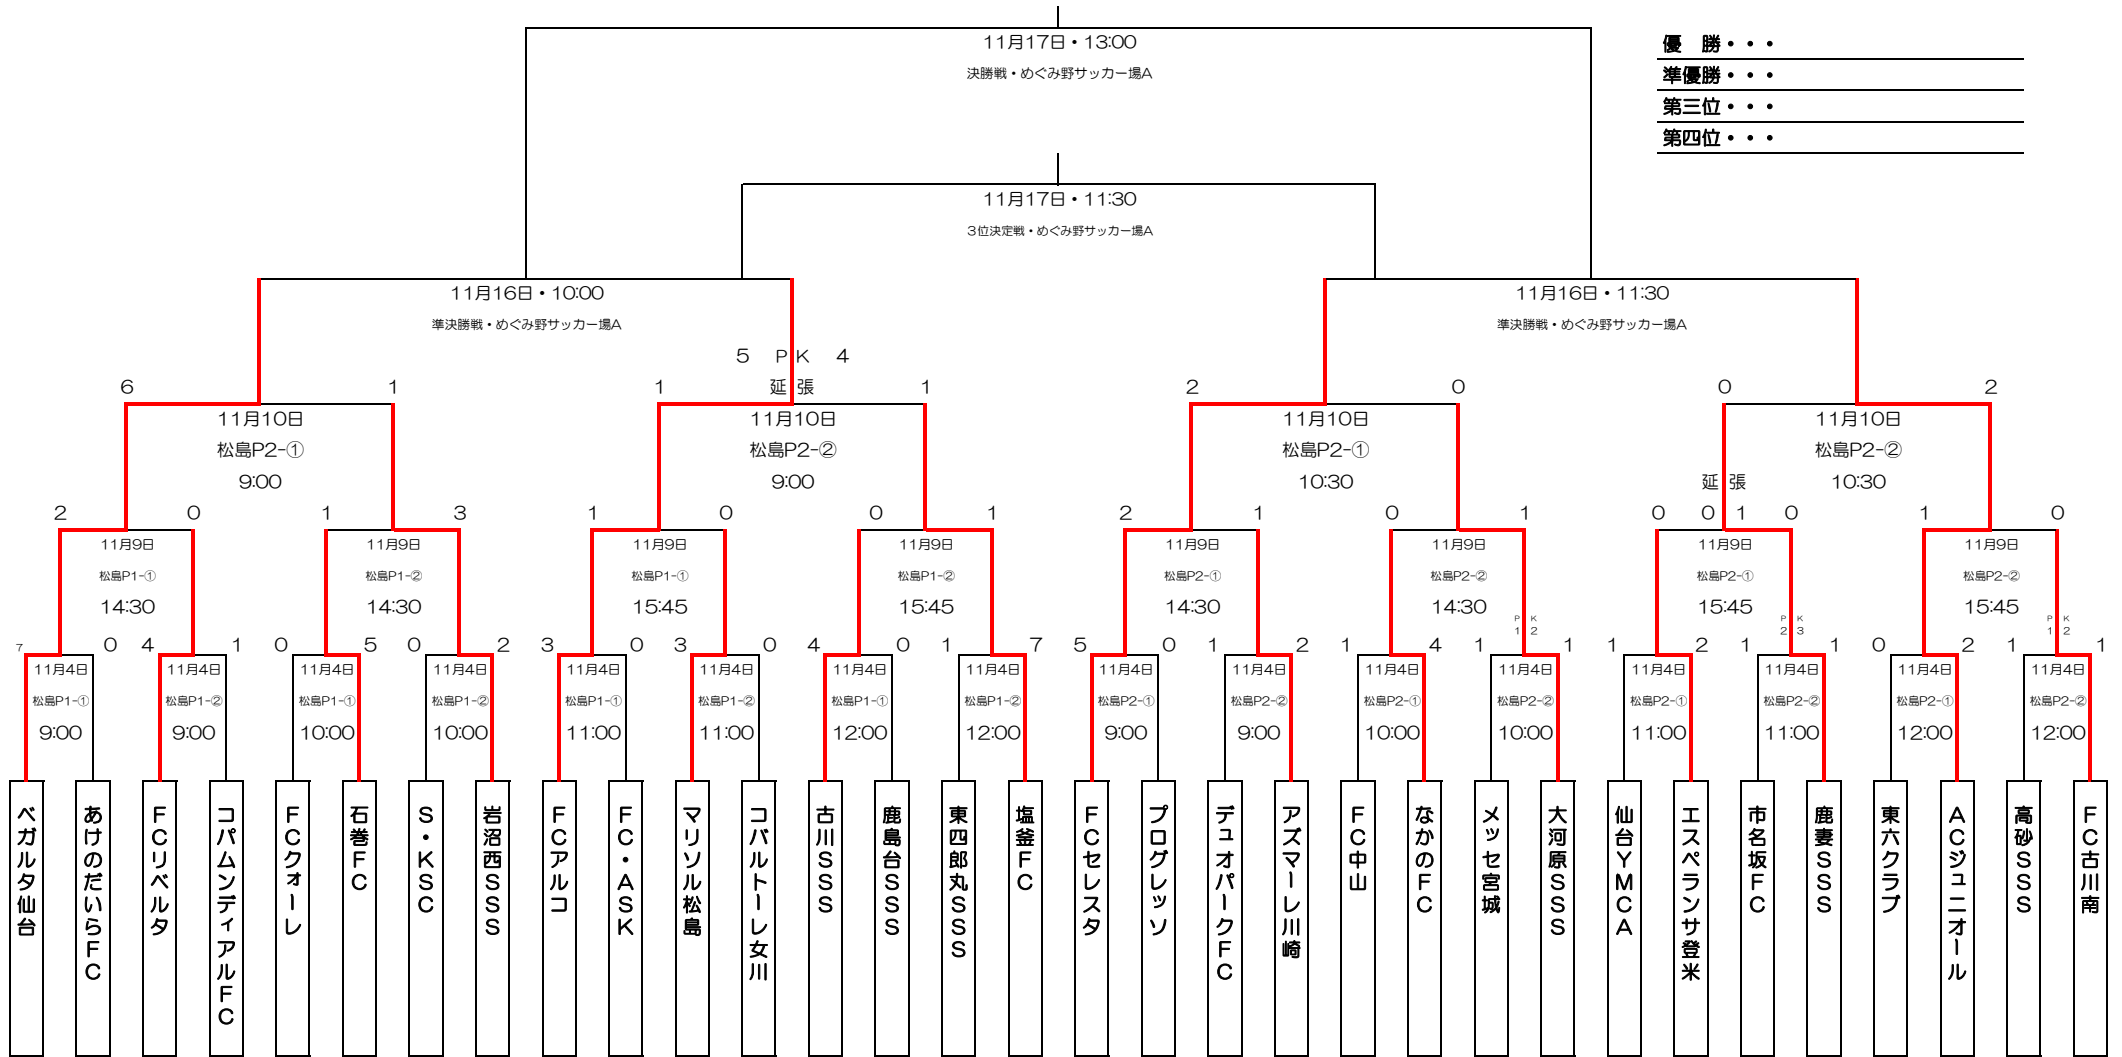 11月17日・13:00
決勝戦・めぐみ野サッカー場A
優　勝・・・
準優勝・・・
第三位・・・
第四位・・・
11月17日・11:30
3位決定戦・めぐみ野サッカー場A
11月16日・10:00
準決勝戦・めぐみ野サッカー場A
11月16日・11:30
準決勝戦・めぐみ野サッカー場A
5 PK 4
6 1 1 延張 1 2 0 0 2
11月10日 11月10日 11月10日 11月10日
松島P2-① 松島P2-② 松島P2-① 松島P2-②
9:00 9:00 10:30 延張 10:30
2 0 1 3 1 0 0 1 2 1 0 1 0 0 1 0 1 0
11月9日 11月9日 11月9日 11月9日 11月9日 11月9日 11月9日 11月9日
松島P1-① 松島P1-② 松島P1-① 松島P1-② 松島P2-① 松島P2-② 松島P2-① 松島P2-②
14:30 14:30 15:45 15:45 14:30 14:30 15:45 15:45
P K P K P K
1 2 2 3 1 2
7 0 4 1 0 5 0 2 3 0 3 0 4 0 1 7 5 0 1 2 1 4 1 1 1 2 1 1 0 2 1 1
11月4日 11月4日 11月4日 11月4日 11月4日 11月4日 11月4日 11月4日 11月4日 11月4日 11月4日 11月4日 11月4日 11月4日 11月4日 11月4日
松島P1-① 松島P1-② 松島P1-① 松島P1-② 松島P1-① 松島P1-② 松島P1-① 松島P1-② 松島P2-① 松島P2-② 松島P2-① 松島P2-② 松島P2-① 松島P2-② 松島P2-① 松島P2-②
9:00 9:00 10:00 10:00 11:00 11:00 12:00 12:00 9:00 9:00 10:00 10:00 11:00 11:00 12:00 12:00
ベガルタ仙台
あけのだいらFC
FCリベルタ
コパムンディアルFC
FCクォーレ
石巻FC
S・KSC
岩沼西SSS
FCアルコ
FC・ASK
マリソル松島
コバルトーレ女川
古川SSS
鹿島台SSS
東四郎丸SSS
塩釜FC
FCセレスタ
プログレッソ
デュオパークFC
アズマーレ川崎
FC中山
なかのFC
メッセ宮城
大河原SSS
仙台YMCA
エスペランサ登米
市名坂FC
鹿妻SSS
東六クラブ
ACジュニオール
高砂SSS
FC古川南